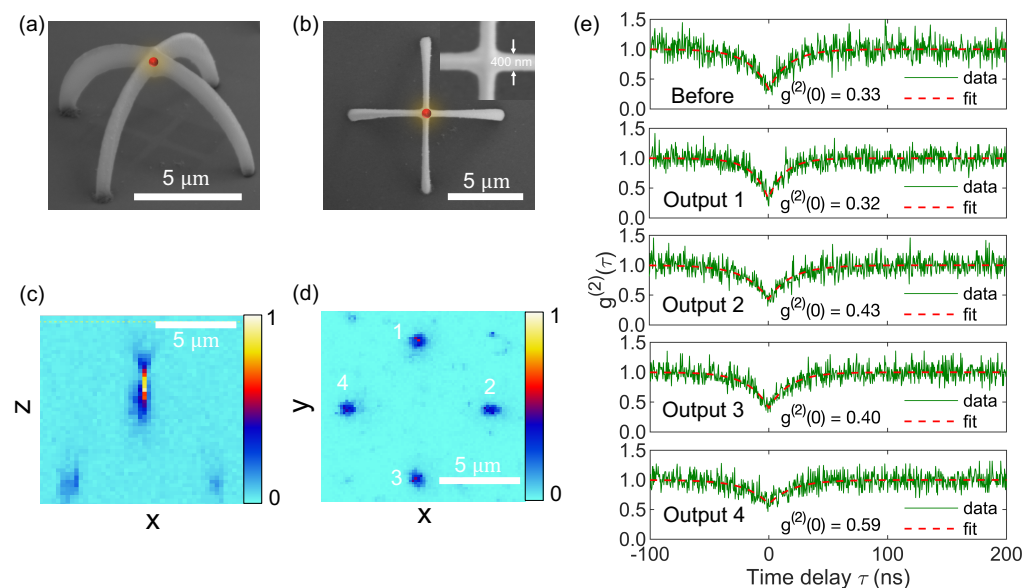 (a)
5 μm
(b)
400 nm
5 μm
(c)
5 μm
1
0
z
x
(d)
1
4
2
3
5 μm
1
0
y
x
(e)
g(2)(τ)
1.5
1.0
0.5
Before
g(2)(0) = 0.33
data
fit
1.5
1.0
0.5
0.0
Output 1
g(2)(0) = 0.32
data
fit
1.5
1.0
0.5
0.0
Output 2
g(2)(0) = 0.43
data
fit
1.5
1.0
0.5
0.0
Output 3
g(2)(0) = 0.40
data
fit
1.5
1.0
0.5
0.0
Output 4
g(2)(0) = 0.59
data
fit
-100 0 100 200
Time delay τ (ns)